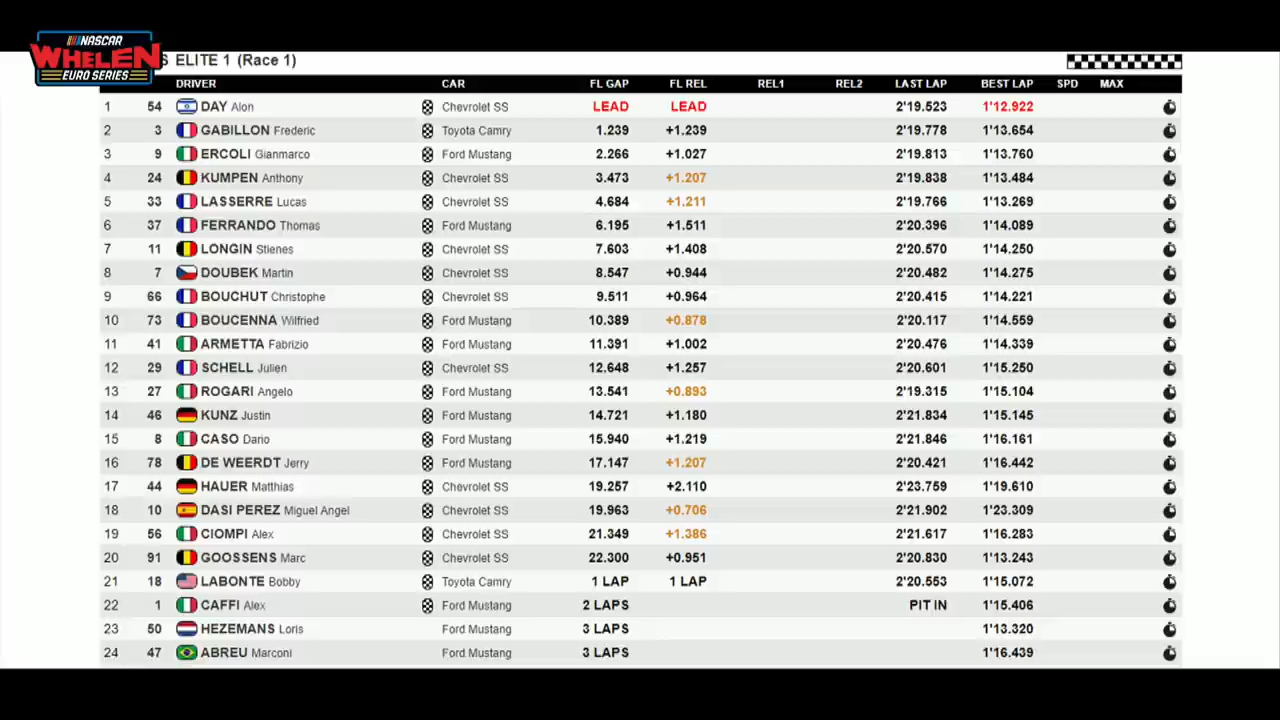 NASCAR
WHELEN
EURO SERIES
S ELITE 1 (Race 1)
DRIVER CAR FL GAP FL REL REL1 REL2 LAST LAP BEST LAP SPD MAX
1 54 DAY Alon Chevrolet SS LEAD LEAD 2'19.523 1'12.922
2 3 GABILLON Frederic Toyota Camry 1.239 +1.239 2'19.778 1'13.654
3 9 ERCOLI Gianmarco Ford Mustang 2.266 +1.027 2'19.813 1'13.760
4 24 KUMPEN Anthony Chevrolet SS 3.473 +1.207 2'19.838 1'13.484
5 33 LASSERRE Lucas Chevrolet SS 4.684 +1.211 2'19.766 1'13.269
6 37 FERRANDO Thomas Ford Mustang 6.195 +1.511 2'20.396 1'14.089
7 11 LONGIN Stienes Chevrolet SS 7.603 +1.408 2'20.570 1'14.250
8 7 DOUBEK Martin Chevrolet SS 8.547 +0.944 2'20.482 1'14.275
9 66 BOUCHUT Christophe Chevrolet SS 9.511 +0.964 2'20.415 1'14.221
10 73 BOUCENNA Wilfried Ford Mustang 10.389 +0.878 2'20.117 1'14.559
11 41 ARMETTA Fabrizio Ford Mustang 11.391 +1.002 2'20.476 1'14.339
12 29 SCHELL Julien Chevrolet SS 12.648 +1.257 2'20.601 1'15.250
13 27 ROGARI Angelo Ford Mustang 13.541 +0.893 2'19.315 1'15.104
14 46 KUNZ Justin Ford Mustang 14.721 +1.180 2'21.834 1'15.145
15 8 CASO Dario Ford Mustang 15.940 +1.219 2'21.846 1'16.161
16 78 DE WEERDT Jerry Ford Mustang 17.147 +1.207 2'20.421 1'16.442
17 44 HAUER Matthias Chevrolet SS 19.257 +2.110 2'23.759 1'19.610
18 10 DASI PEREZ Miguel Angel Chevrolet SS 19.963 +0.706 2'21.902 1'23.309
19 56 CIOMPI Alex Chevrolet SS 21.349 +1.386 2'21.617 1'16.283
20 91 GOOSSENS Marc Chevrolet SS 22.300 +0.951 2'20.830 1'13.243
21 18 LABONTE Bobby Toyota Camry 1 LAP 1 LAP 2'20.553 1'15.072
22 1 CAFFI Alex Ford Mustang 2 LAPS PIT IN 1'15.406
23 50 HEZEMANS Loris Ford Mustang 3 LAPS 1'13.320
24 47 ABREU Marconi Ford Mustang 3 LAPS 1'16.439